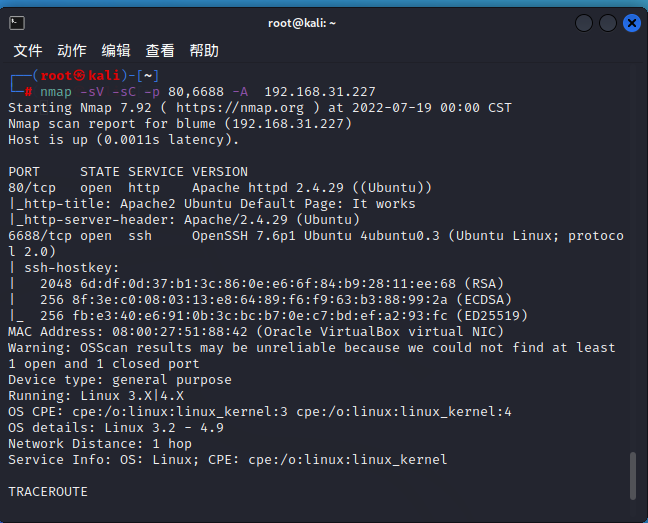 root@kali: ~
文件 动作 编辑 查看 帮助
┌──(root㉿kali)-[~]
└─# nmap -sV -sC -p 80,6688 -A  192.168.31.227
Starting Nmap 7.92 ( https://nmap.org ) at 2022-07-19 00:00 CST
Nmap scan report for blume (192.168.31.227)
Host is up (0.0011s latency).

PORT     STATE SERVICE VERSION
80/tcp   open  http    Apache httpd 2.4.29 ((Ubuntu))
|_http-title: Apache2 Ubuntu Default Page: It works
|_http-server-header: Apache/2.4.29 (Ubuntu)
6688/tcp open  ssh     OpenSSH 7.6p1 Ubuntu 4ubuntu0.3 (Ubuntu Linux; protoco
l 2.0)
| ssh-hostkey:
|   2048 6d:df:0d:37:b1:3c:86:0e:e6:6f:84:b9:28:11:ee:68 (RSA)
|   256 8f:3e:c0:08:03:13:e8:64:89:f6:f9:63:b3:88:99:2a (ECDSA)
|_  256 fb:e3:40:e6:91:0b:3c:bc:b7:0e:c7:bd:ef:a2:93:fc (ED25519)
MAC Address: 08:00:27:51:88:42 (Oracle VirtualBox virtual NIC)
Warning: OSScan results may be unreliable because we could not find at least
1 open and 1 closed port
Device type: general purpose
Running: Linux 3.X|4.X
OS CPE: cpe:/o:linux:linux_kernel:3 cpe:/o:linux:linux_kernel:4
OS details: Linux 3.2 - 4.9
Network Distance: 1 hop
Service Info: OS: Linux; CPE: cpe:/o:linux:linux_kernel

TRACEROUTE